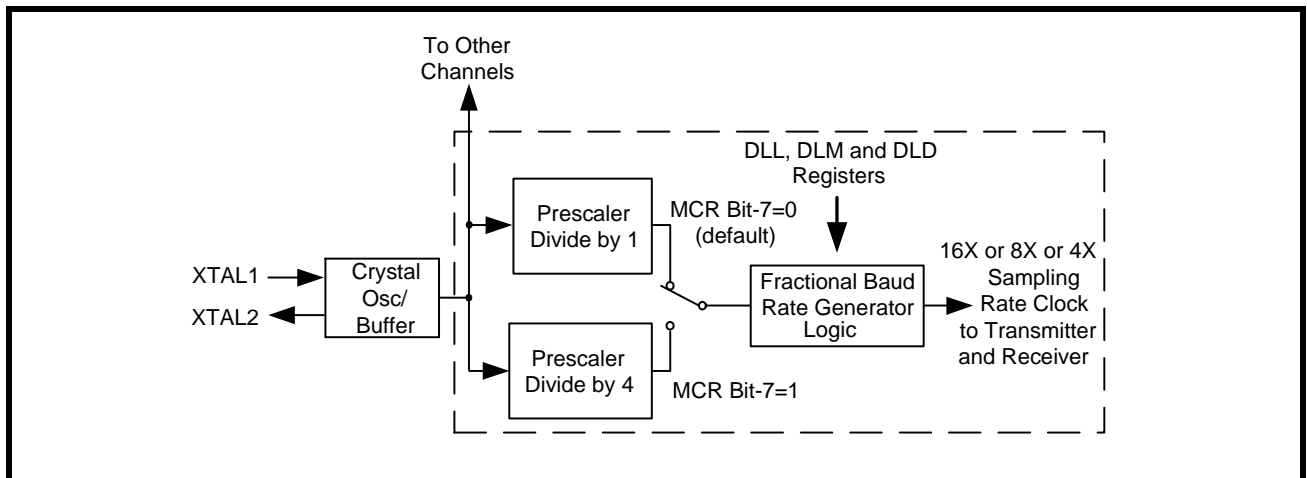 To Other
Channels
DLL, DLM and DLD
Registers
Prescaler
Divide by 1
MCR Bit-7=0
(default)
16X or 8X or 4X
Sampling
Rate Clock
to Transmitter
and Receiver
XTAL1
XTAL2
Crystal
Osc/
Buffer
Fractional Baud
Rate Generator
Logic
Prescaler
Divide by 4
MCR Bit-7=1